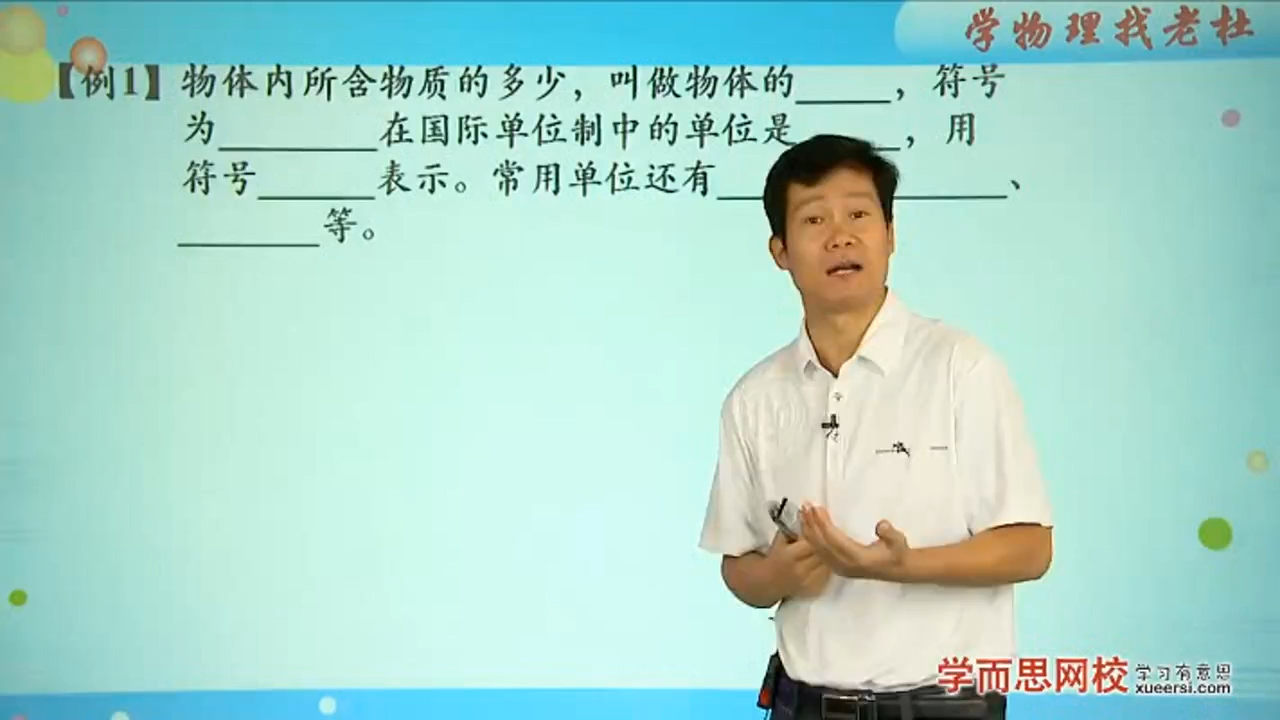 学物理找老杜
【例1】物体内所含物质的多少，叫做物体的_____，符号
为________在国际单位制中的单位是_____，用
符号______表示。常用单位还有_______________、
_______等。
学而思网校
学习有意思
xueersi.com